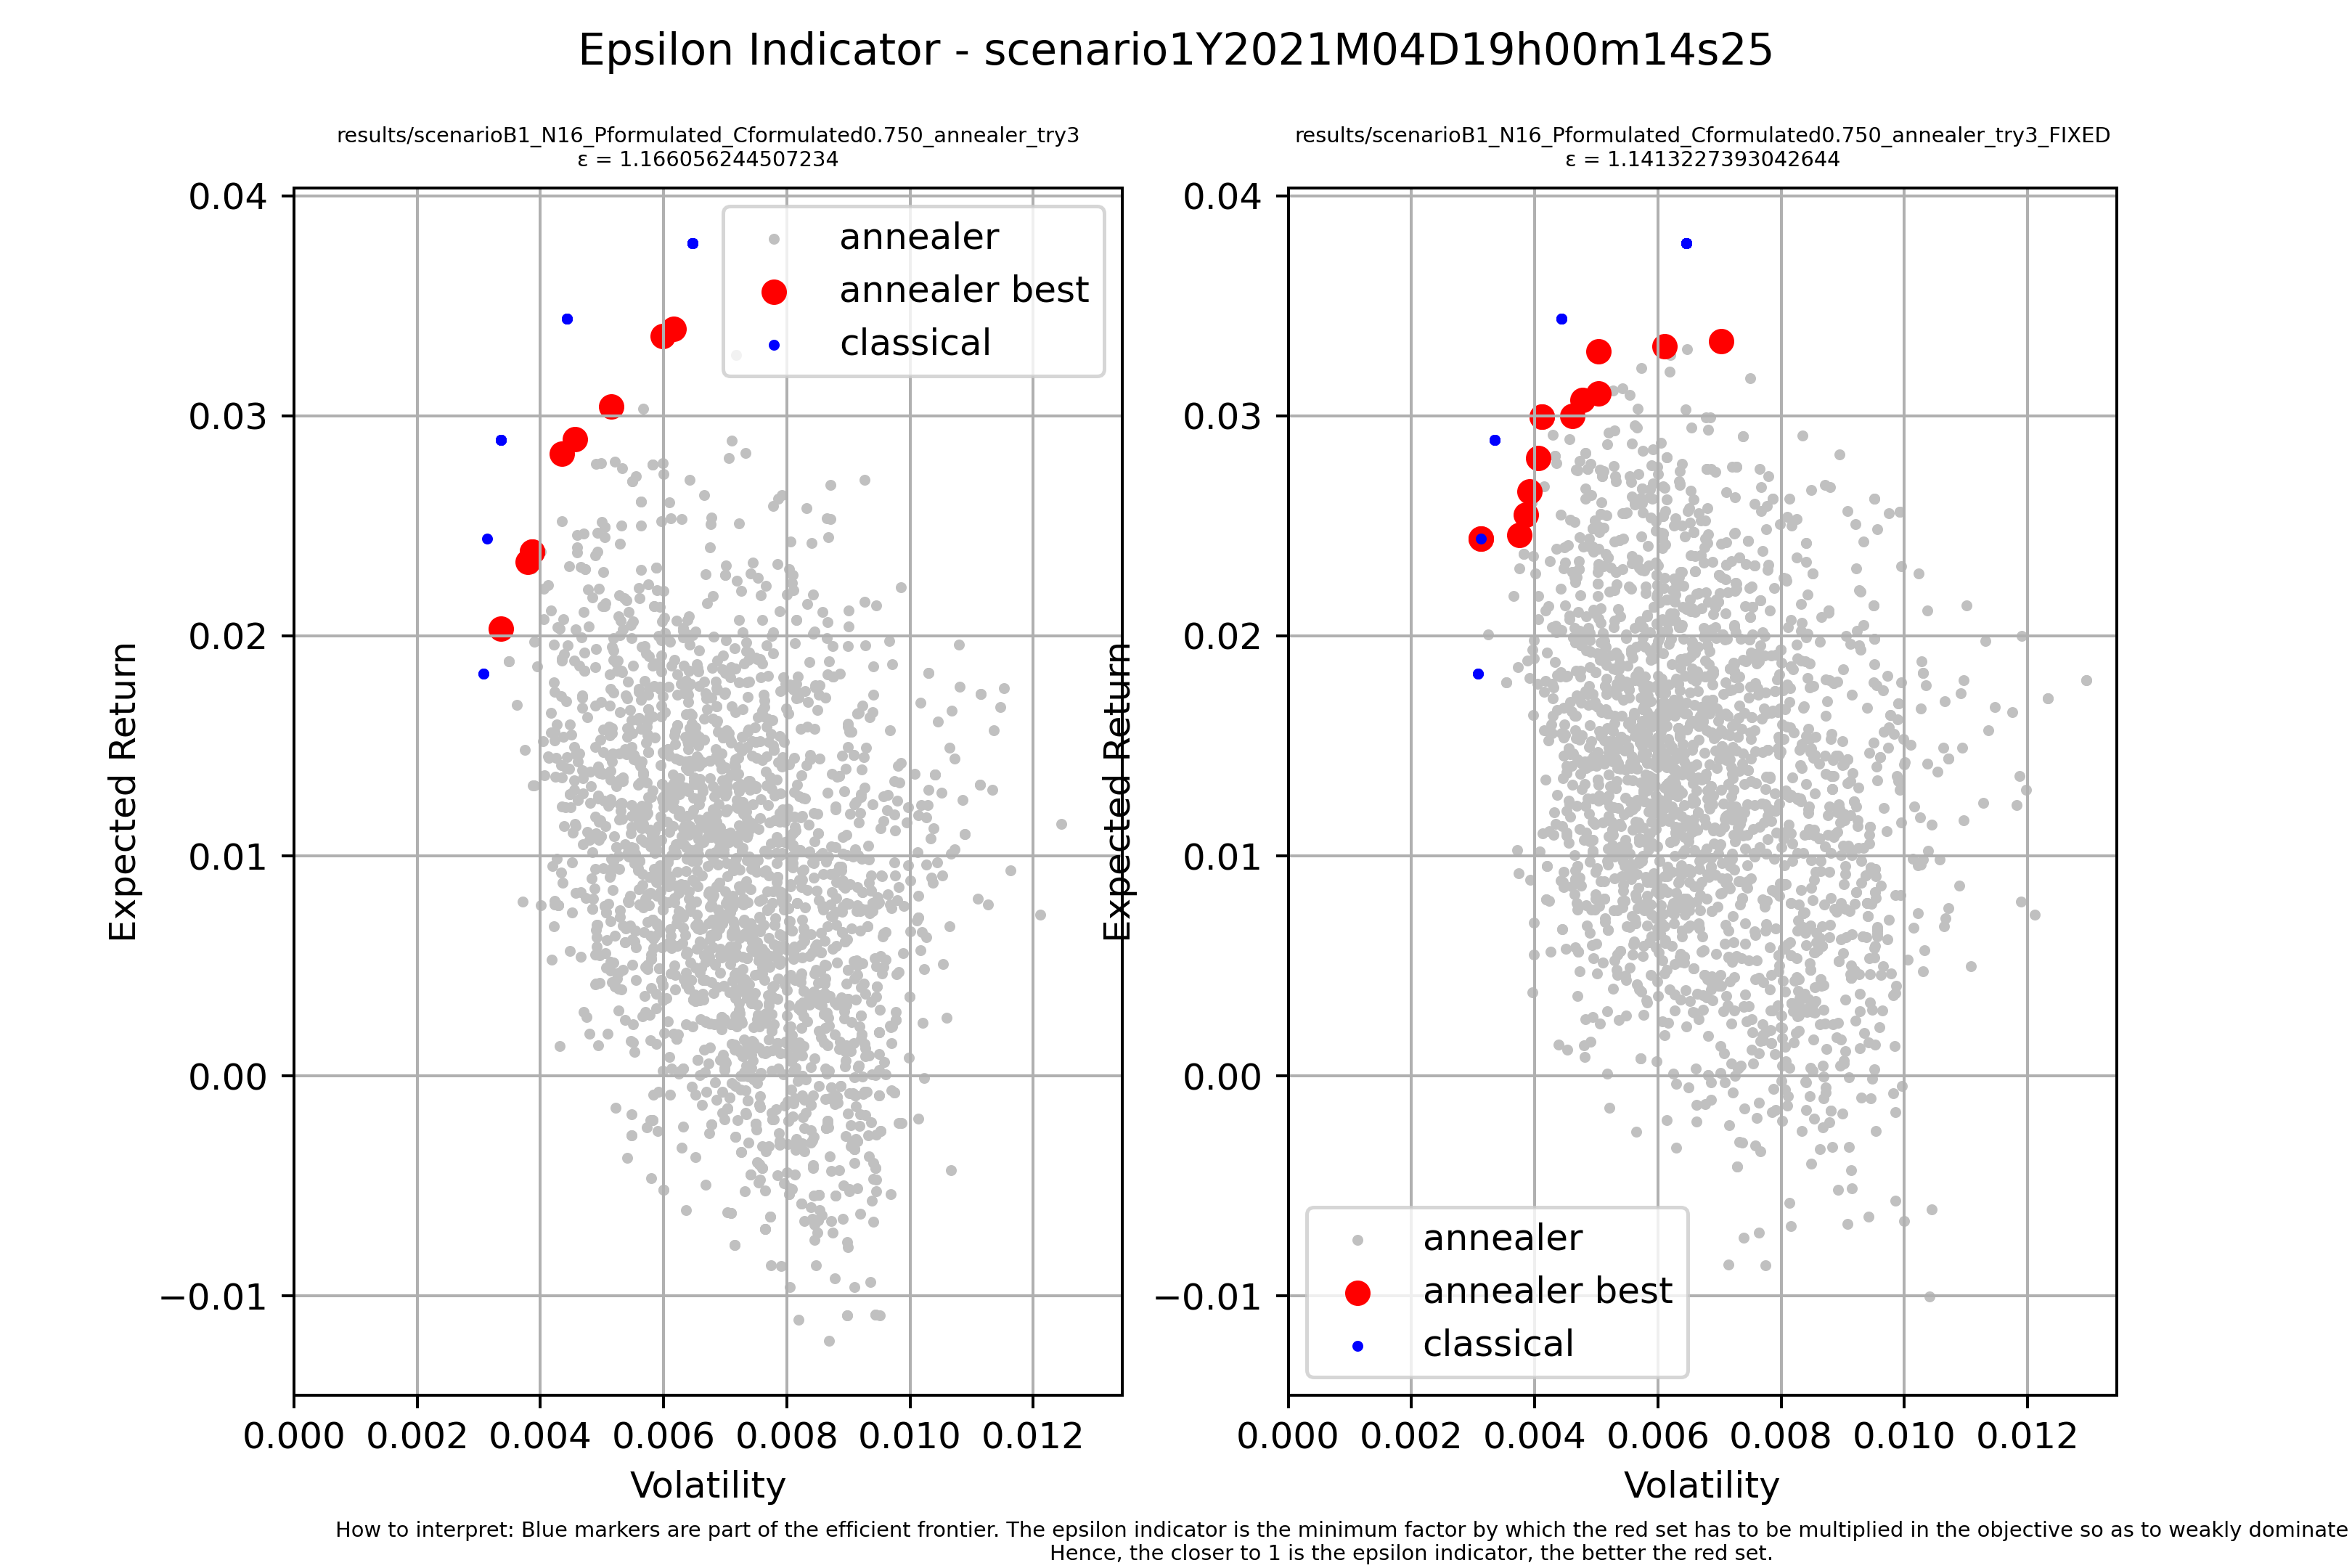 Epsilon Indicator - scenario1Y2021M04D19h00m14s25
results/scenarioB1_N16_Pformulated_Cformulated0.750_annealer_try3
ε = 1.166056244507234
results/scenarioB1_N16_Pformulated_Cformulated0.750_annealer_try3_FIXED
ε = 1.1413227393042644
0.04
0.03
0.02
0.01
0.00
−0.01
Expected Return
annealer
annealer best
classical
0.000 0.002 0.004 0.006 0.008 0.010 0.012
Volatility
0.04
0.03
0.02
0.01
0.00
−0.01
Expected Return
annealer
annealer best
classical
0.000 0.002 0.004 0.006 0.008 0.010 0.012
Volatility
How to interpret: Blue markers are part of the efficient frontier. The epsilon indicator is the minimum factor by which the red set has to be multiplied in the objective so as to weakly dominate
Hence, the closer to 1 is the epsilon indicator, the better the red set.